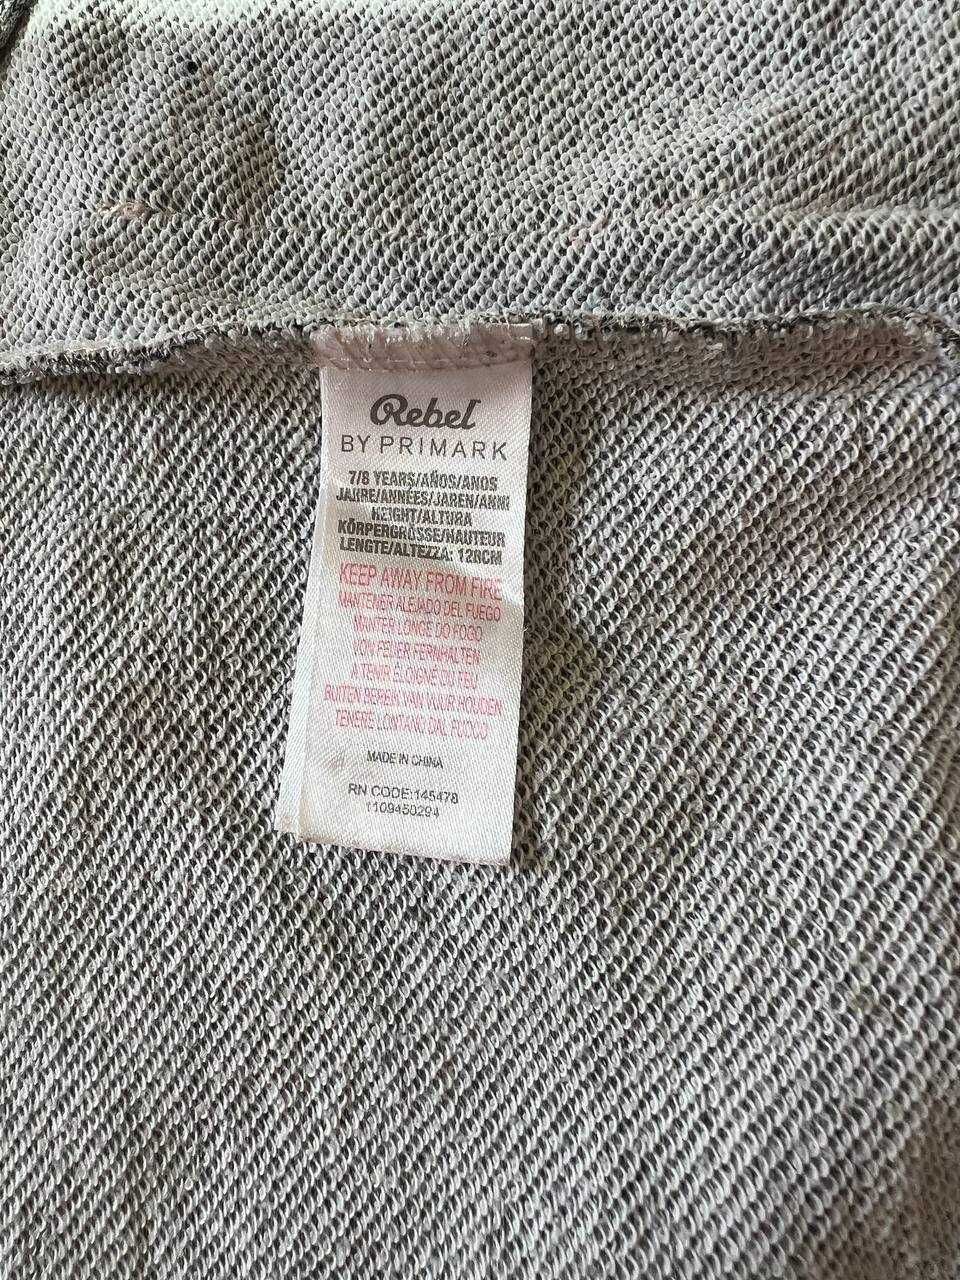 Rebel
BY PRIMARK
7/8 YEARS/AÑOS/ANOS
JAHRE/ANNÉES/JAREN/ANNI
HEIGHT/ALTURA
KÖRPERGRÖSSE/HAUTEUR
LENGTE/ALTEZZA: 128CM
KEEP AWAY FROM FIRE
MANTENER ALEJADO DEL FUEGO
MANTER LONGE DO FOGO
VON FEUER FERNHALTEN
A TENIR ÉLOIGNÉ DU FEU
BUITEN BEREIK VAN VUUR HOUDEN
TENERE LONTANO DAL FUOCO
MADE IN CHINA
RN CODE:145478
1109450294